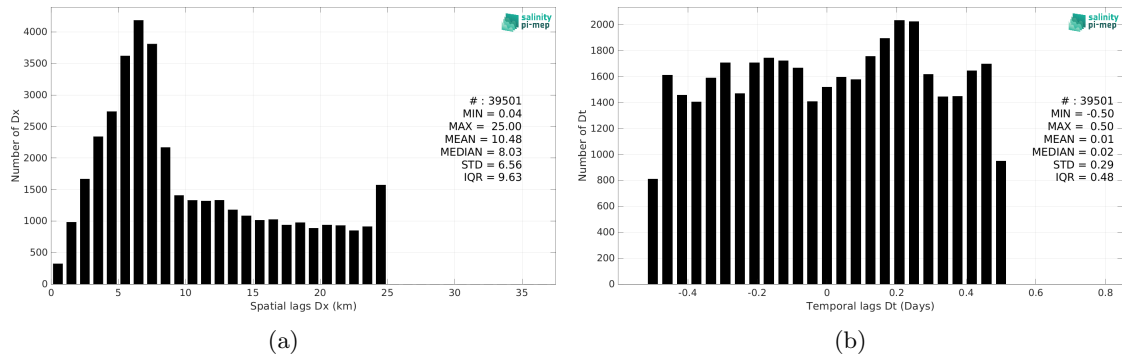 salinity
pi-mep
4000
3500
3000
2500
2000
1500
1000
500
0
Number of Dx
# : 39501
MIN = 0.04
MAX = 25.00
MEAN = 10.48
MEDIAN = 8.03
STD = 6.56
IQR = 9.63
0 5 10 15 20 25 30 35
Spatial lags Dx (km)
(a)
salinity
pi-mep
2000
1800
1600
1400
1200
1000
800
600
400
200
0
Number of Dt
# : 39501
MIN = -0.50
MAX = 0.50
MEAN = 0.01
MEDIAN = 0.02
STD = 0.29
IQR = 0.48
-0.4 -0.2 0 0.2 0.4 0.6 0.8
Temporal lags Dt (Days)
(b)